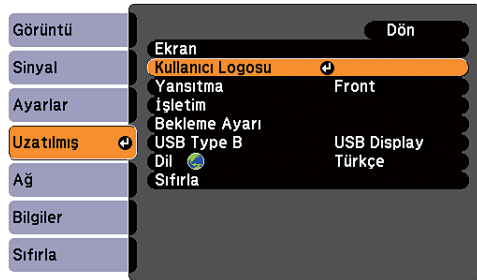 Görüntü
Sinyal
Ayarlar
Uzatılmış
Ağ
Bilgiler
Sıfırla
Dön
Ekran
Kullanıcı Logosu
Yansıtma Front
İşletim
Bekleme Ayarı
USB Type B USB Display
Dil Türkçe
Sıfırla